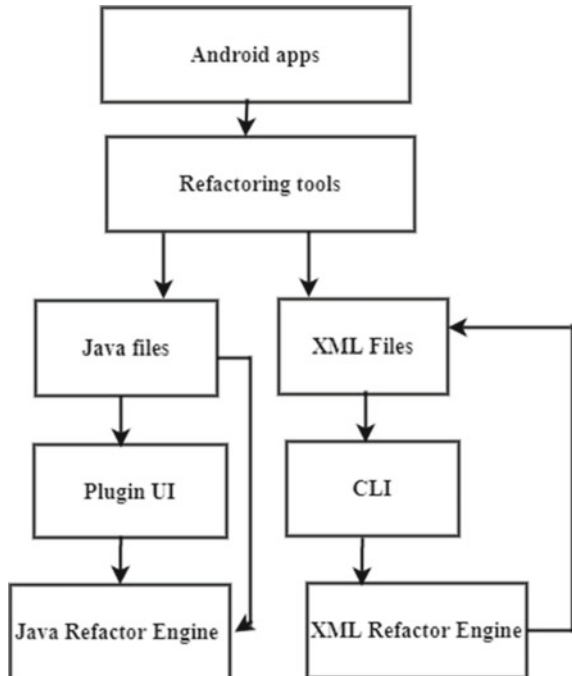 Android apps
Refactoring tools
Java files
XML Files
Plugin UI
CLI
Java Refactor Engine
XML Refactor Engine